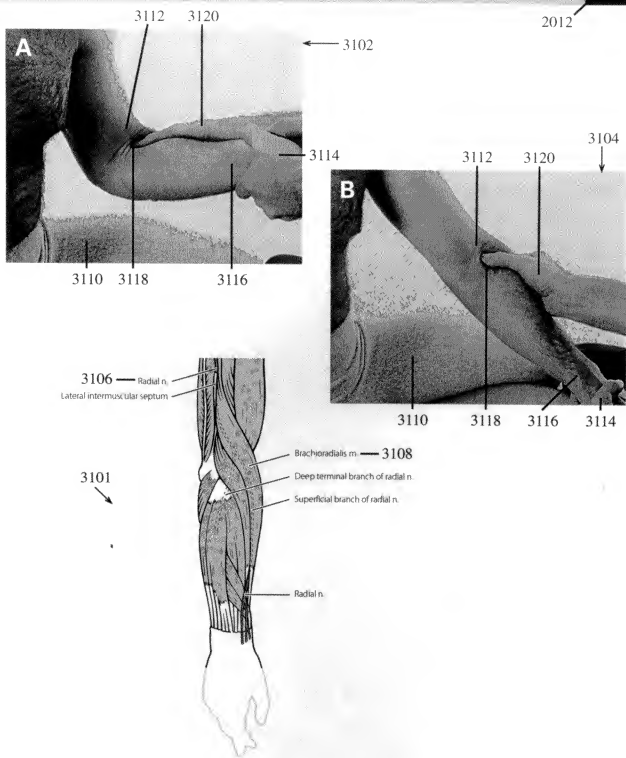 2012
3112 3120
A
3102
3114
3110 3118 3116
3104
3112 3120
B
3110 3118 3116 3114
3106 Radial n.
Lateral intermuscular septum
Brachioradialis m. 3108
Deep terminal branch of radial n.
Superficial branch of radial n.
3101
Radial n.